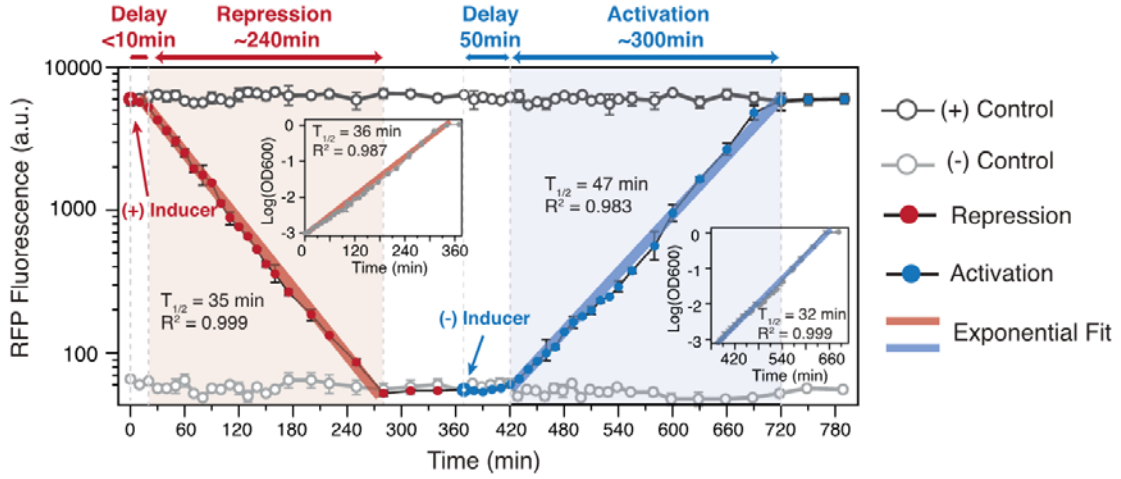 Delay
<10min
Repression
~240min
Delay
50min
Activation
~300min
RFP Fluorescence (a.u.)
10000
1000
100
0 60 120 180 240 300 360 420 480 540 600 660 720 780
Time (min)
(+) Inducer
T1/2 = 35 min
R2 = 0.999
Log(OD600)
0
-1
-2
-3
T1/2 = 36 min
R2 = 0.987
0 120 240 360
Time (min)
(-) Inducer
T1/2 = 47 min
R2 = 0.983
Log(OD600)
0
-1
-2
-3
T1/2 = 32 min
R2 = 0.999
420 540 660
Time (min)
(+) Control
(-) Control
Repression
Activation
Exponential Fit